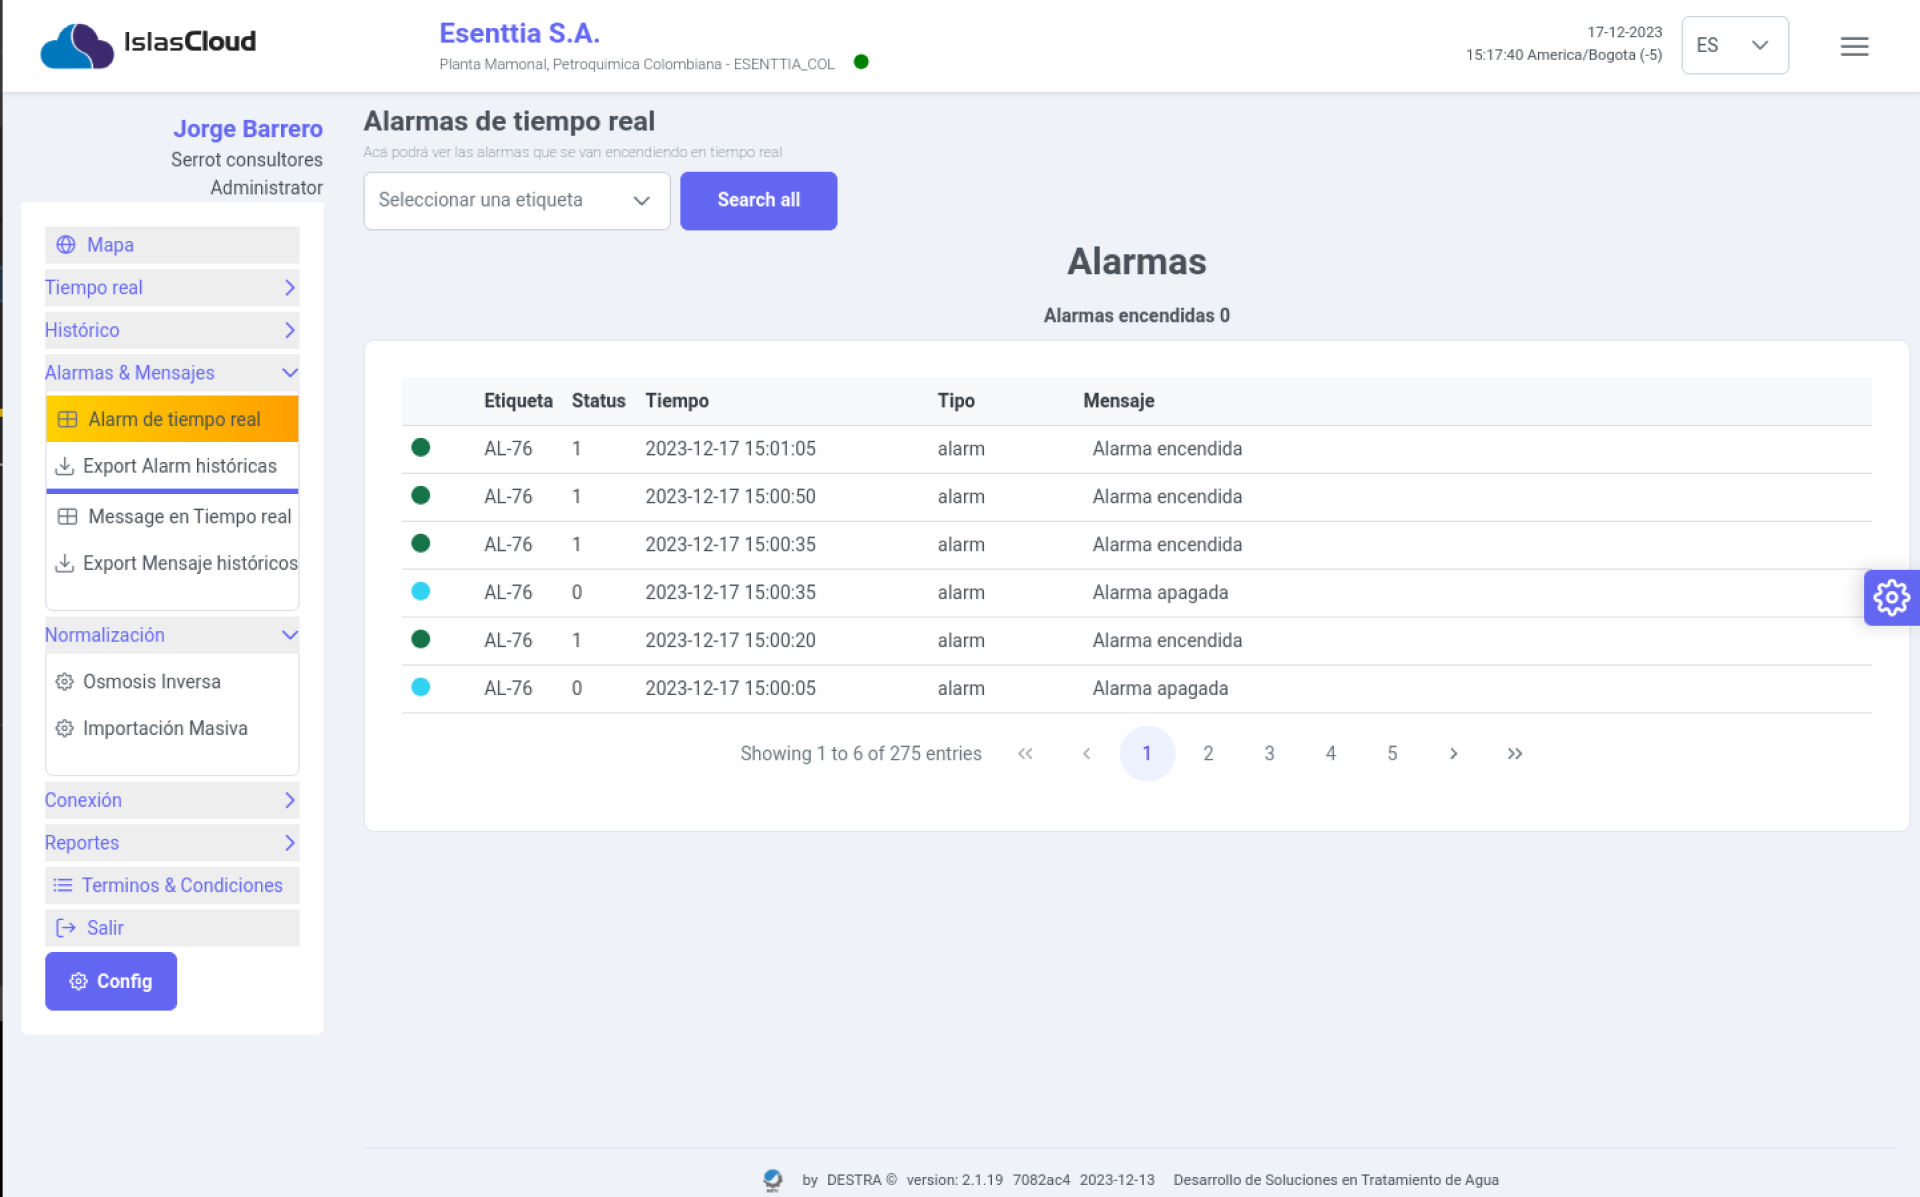 IslasCloud
Esenttia S.A.
Planta Mamonal, Petroquimica Colombiana - ESENTTIA_COL
17-12-2023
15:17:40 America/Bogota (-5)
ES
Jorge Barrero
Serrot consultores
Administrator
Mapa
Tiempo real
Histórico
Alarmas & Mensajes
Alarm de tiempo real
Export Alarm históricas
Message en Tiempo real
Export Mensaje históricos
Normalización
Osmosis Inversa
Importación Masiva
Conexión
Reportes
Terminos & Condiciones
Salir
Config
Alarmas de tiempo real
Acá podrá ver las alarmas que se van encendiendo en tiempo real
Seleccionar una etiqueta
Search all
Alarmas
Alarmas encendidas 0
Etiqueta Status Tiempo Tipo Mensaje
AL-76 1 2023-12-17 15:01:05 alarm Alarma encendida
AL-76 1 2023-12-17 15:00:50 alarm Alarma encendida
AL-76 1 2023-12-17 15:00:35 alarm Alarma encendida
AL-76 0 2023-12-17 15:00:35 alarm Alarma apagada
AL-76 1 2023-12-17 15:00:20 alarm Alarma encendida
AL-76 0 2023-12-17 15:00:05 alarm Alarma apagada
Showing 1 to 6 of 275 entries « ‹ 1 2 3 4 5 › »
by DESTRA © version: 2.1.19 7082ac4 2023-12-13 Desarrollo de Soluciones en Tratamiento de Agua